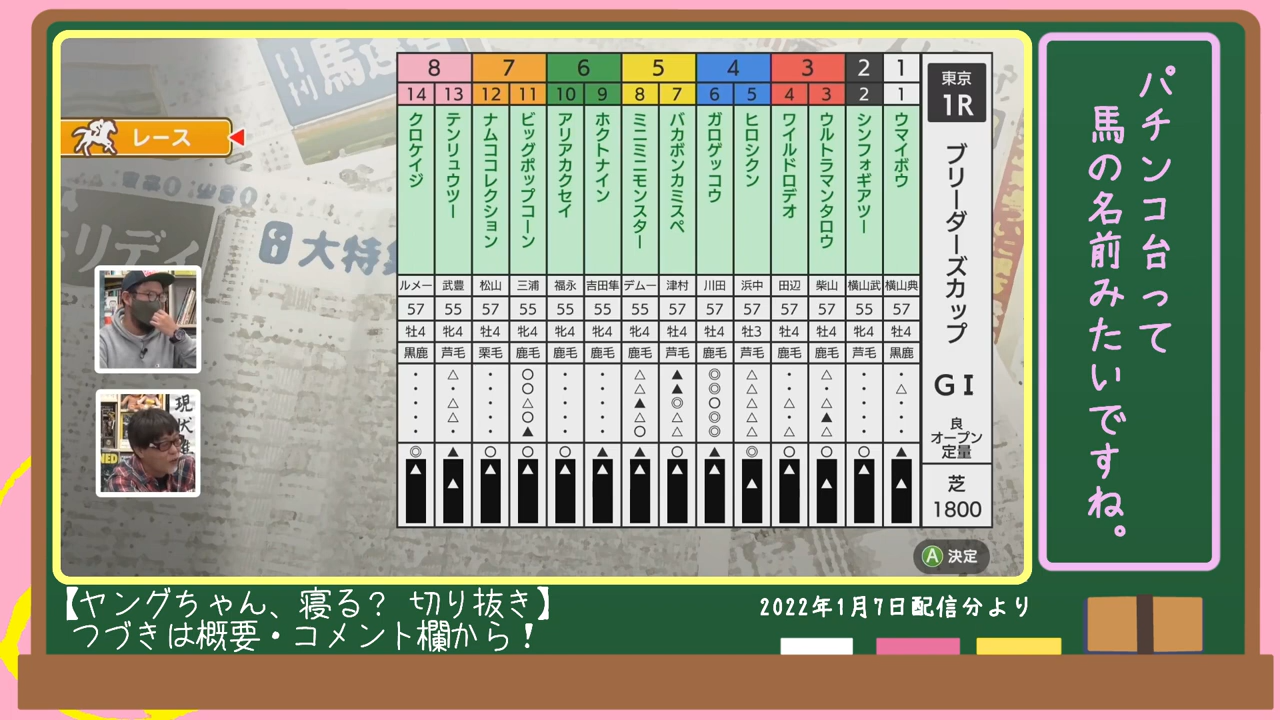 パチンコ台って
馬の名前みたいですね。
レース
東京
1R
ブリーダーズカップ
GI
良
オープン
定量
芝
1800
1 2 3 4 5 6 7 8
1 ウマイボウ 横山典 57 牡4 黒鹿 ・△・・ ▲
2 シンフォギアツー 横山武 55 牝4 芦毛 ・・・・ ○
3 ウルトラマンタロウ 柴山 57 牡4 鹿毛 △・▲△ ○
4 ワイルドロデオ 田辺 57 牡4 鹿毛 ・・△・△ ○
5 ヒロシクン 浜中 57 牡3 芦毛 △△△△△ ◎
6 ガロゲッコウ 川田 57 牡4 鹿毛 ◎◎○◎◎ ▲
7 バカボンカミスペ 津村 57 牡4 芦毛 ▲▲◎△△ ○
8 ミニミニモンスター デムー 55 牝4 鹿毛 △△▲△○ ▲
9 ホクトナイン 吉田隼 55 牝4 鹿毛 ・・・・・ ▲
10 アリアカクセイ 福永 55 牝4 鹿毛 ・・・・・ ○
11 ビッグポップコーン 三浦 55 牝4 鹿毛 ○○△○▲ ○
12 ナムココレクション 松山 57 牡4 栗毛 ・・・・・ ○
13 テンリュウツー 武豊 55 牝4 芦毛 △・△△・ ▲
14 クロケイジ ルメー 57 牡4 黒鹿 ・・・・・ ◎
A 決定
大特集
現状
【ヤングちゃん、寝る? 切り抜き】
つづきは概要・コメント欄から!
2022年1月7日配信分より